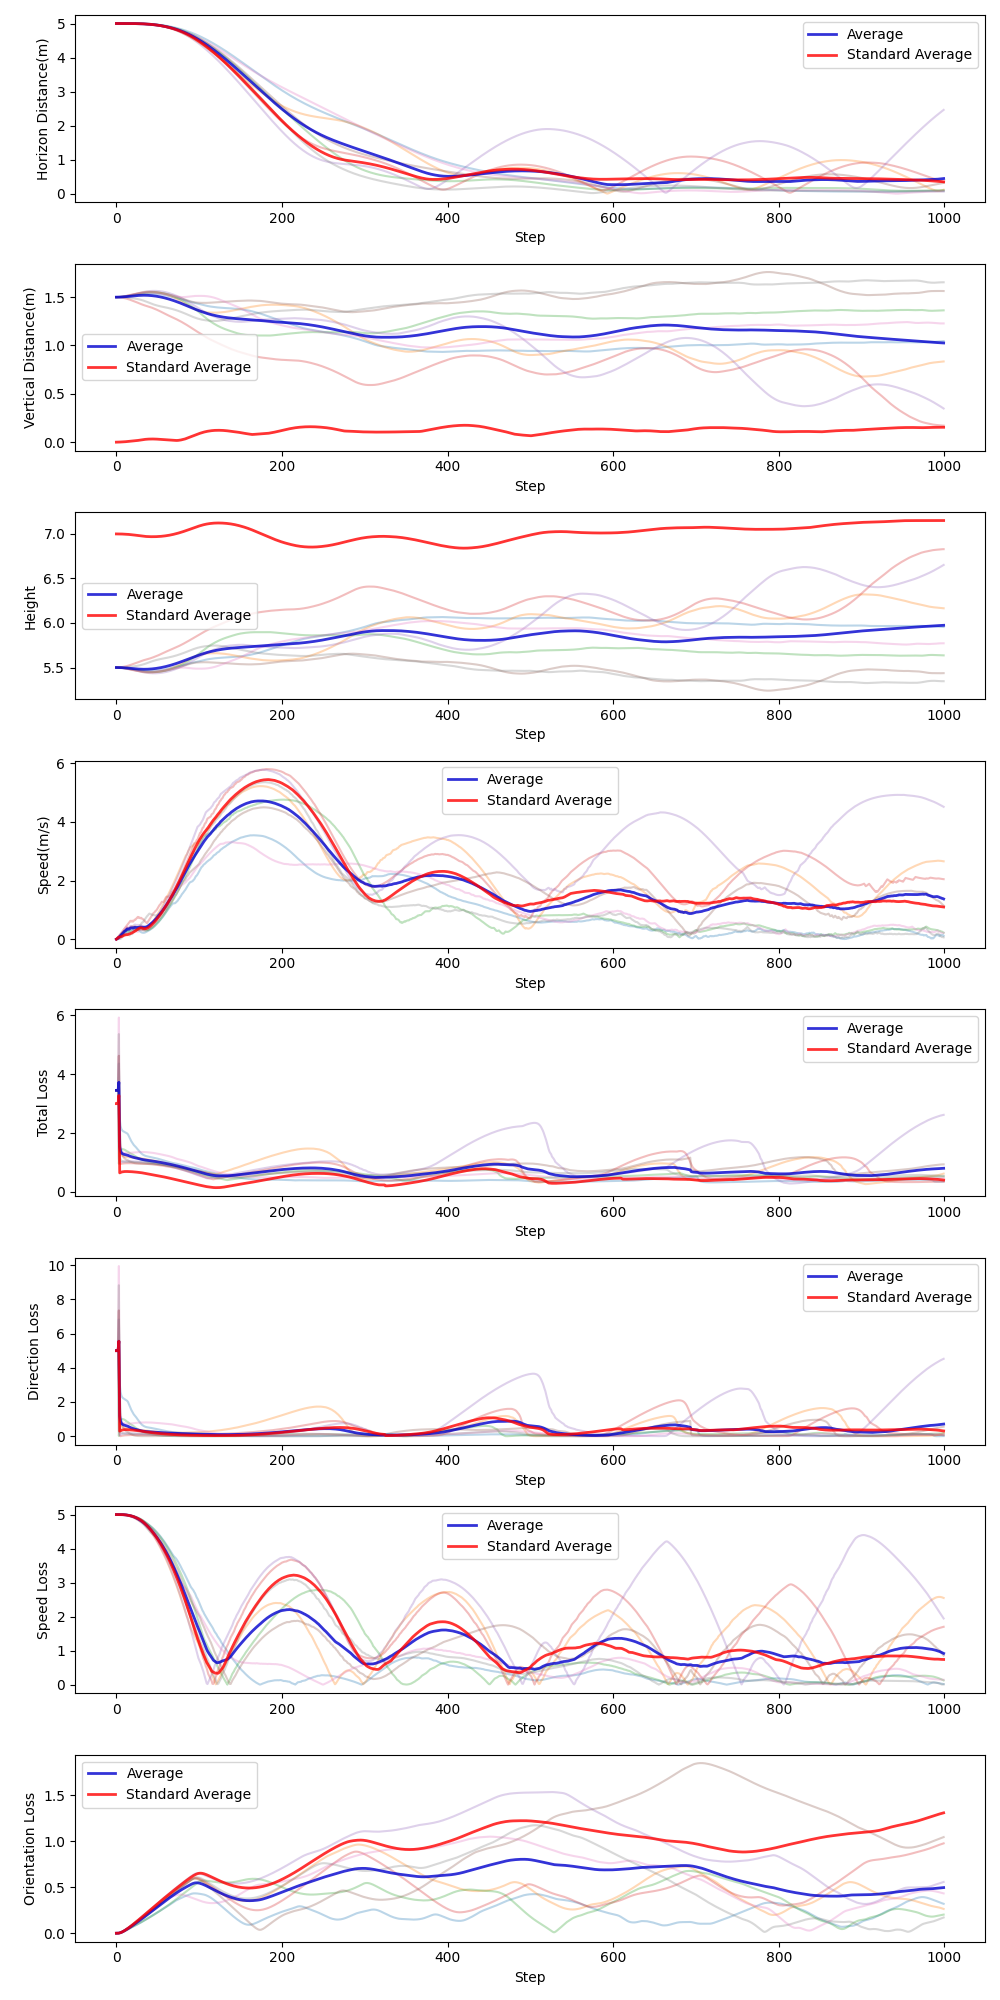 Horizon Distance(m)
5
4
3
2
1
0
Average
Standard Average
0 200 400 600 800 1000
Step
Vertical Distance(m)
1.5
1.0
0.5
0.0
Average
Standard Average
0 200 400 600 800 1000
Step
Height
7.0
6.5
6.0
5.5
Average
Standard Average
0 200 400 600 800 1000
Step
Speed(m/s)
6
4
2
0
Average
Standard Average
0 200 400 600 800 1000
Step
Total Loss
6
4
2
0
Average
Standard Average
0 200 400 600 800 1000
Step
Direction Loss
10
8
6
4
2
0
Average
Standard Average
0 200 400 600 800 1000
Step
Speed Loss
5
4
3
2
1
0
Average
Standard Average
0 200 400 600 800 1000
Step
Orientation Loss
1.5
1.0
0.5
0.0
Average
Standard Average
0 200 400 600 800 1000
Step